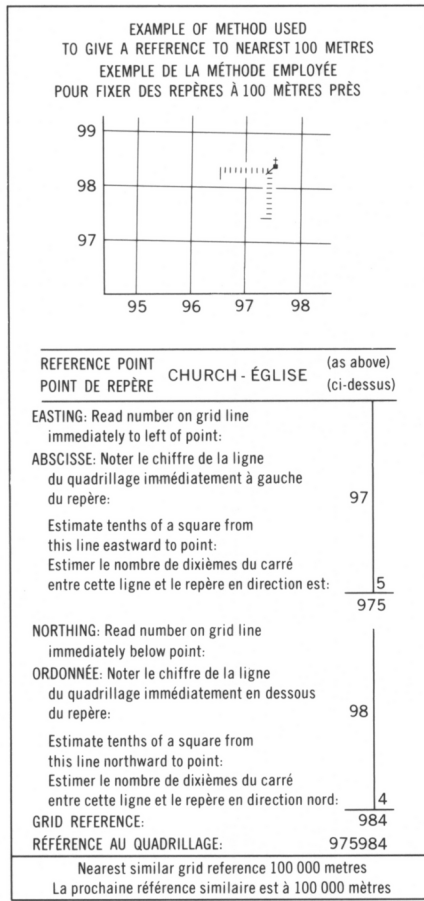 EXAMPLE OF METHOD USED
TO GIVE A REFERENCE TO NEAREST 100 METRES
EXEMPLE DE LA MÉTHODE EMPLOYÉE
POUR FIXER DES REPÈRES À 100 MÈTRES PRÈS
99
98
97
95 96 97 98
REFERENCE POINT
POINT DE REPÈRE
CHURCH - ÉGLISE
(as above)
(ci-dessus)
EASTING: Read number on grid line
immediately to left of point:
ABSCISSE: Noter le chiffre de la ligne
du quadrillage immédiatement à gauche
du repère: 97
Estimate tenths of a square from
this line eastward to point:
Estimer le nombre de dixièmes du carré
entre cette ligne et le repère en direction est: 5
975
NORTHING: Read number on grid line
immediately below point:
ORDONNÉE: Noter le chiffre de la ligne
du quadrillage immédiatement en dessous
du repère: 98
Estimate tenths of a square from
this line northward to point:
Estimer le nombre de dixièmes du carré
entre cette ligne et le repère en direction nord: 4
GRID REFERENCE: 984
RÉFÉRÉNCE AU QUADRILLAGE: 975984
Nearest similar grid reference 100 000 metres
La prochaine référence similaire est à 100 000 mètres